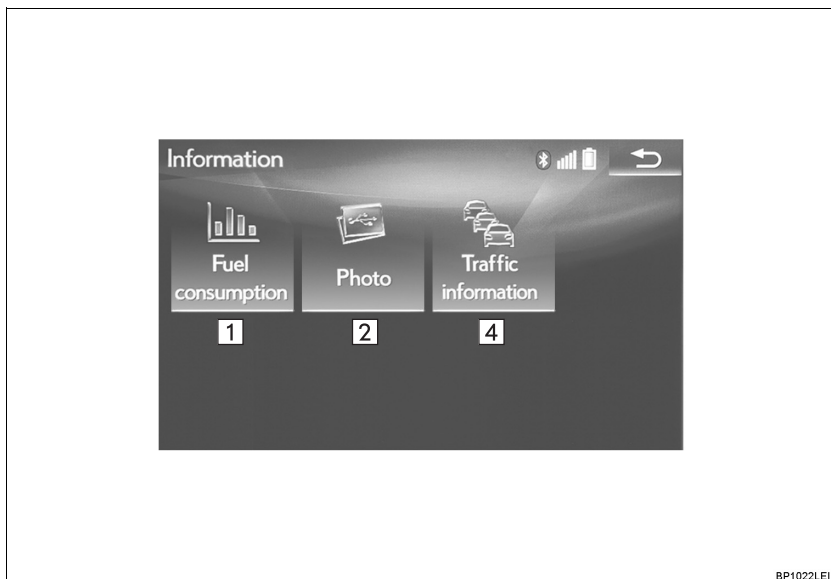 Information
Fuel
consumption
Photo
Traffic
information
1
2
4
BP1022LEI